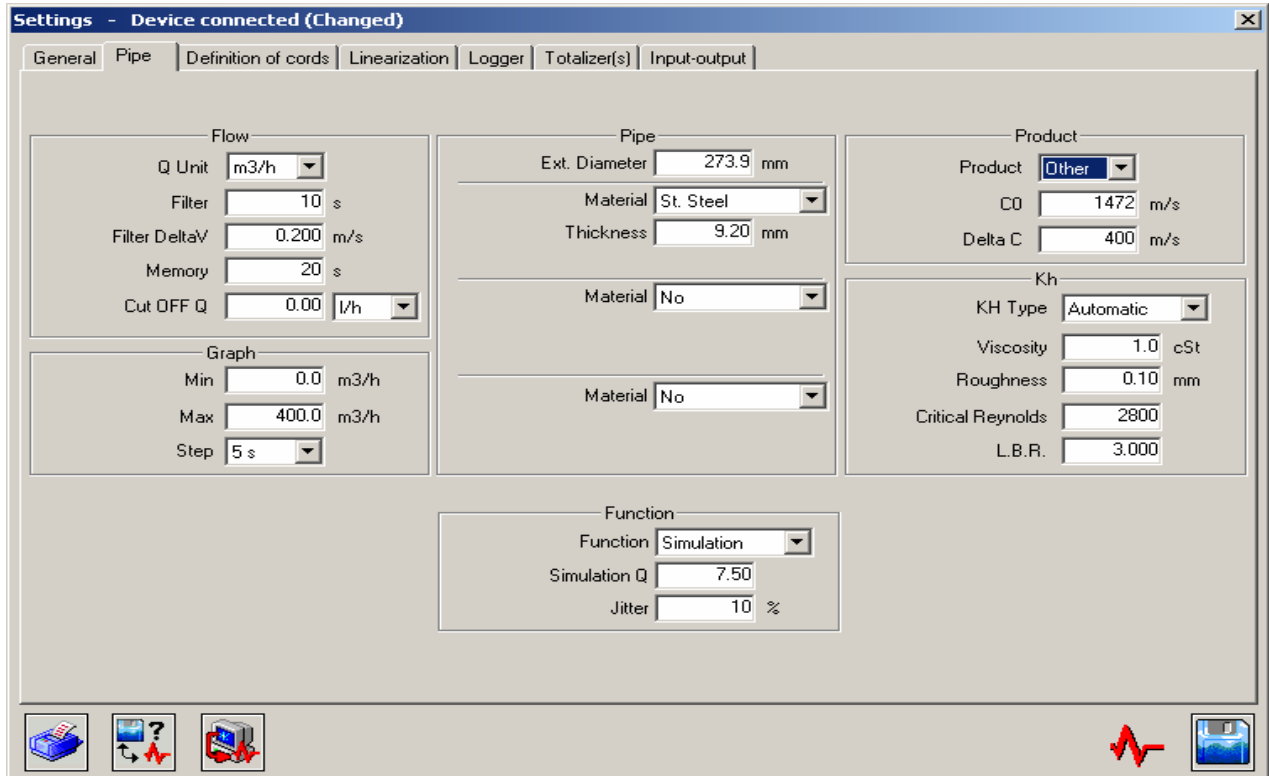 Settings - Device connected (Changed)
General Pipe Definition of cords Linearization Logger Totalizer(s) Input-output
Flow
Q Unit m3/h
Filter 10 s
Filter DeltaV 0.200 m/s
Memory 20 s
Cut OFF Q 0.00 l/h
Graph
Min 0.0 m3/h
Max 400.0 m3/h
Step 5 s
Pipe
Ext. Diameter 273.9 mm
Material St. Steel
Thickness 9.20 mm
Material No
Material No
Product
Product Other
C0 1472 m/s
Delta C 400 m/s
Kh
KH Type Automatic
Viscosity 1.0 cSt
Roughness 0.10 mm
Critical Reynolds 2800
L.B.R. 3.000
Function
Function Simulation
Simulation Q 7.50
Jitter 10 %
?